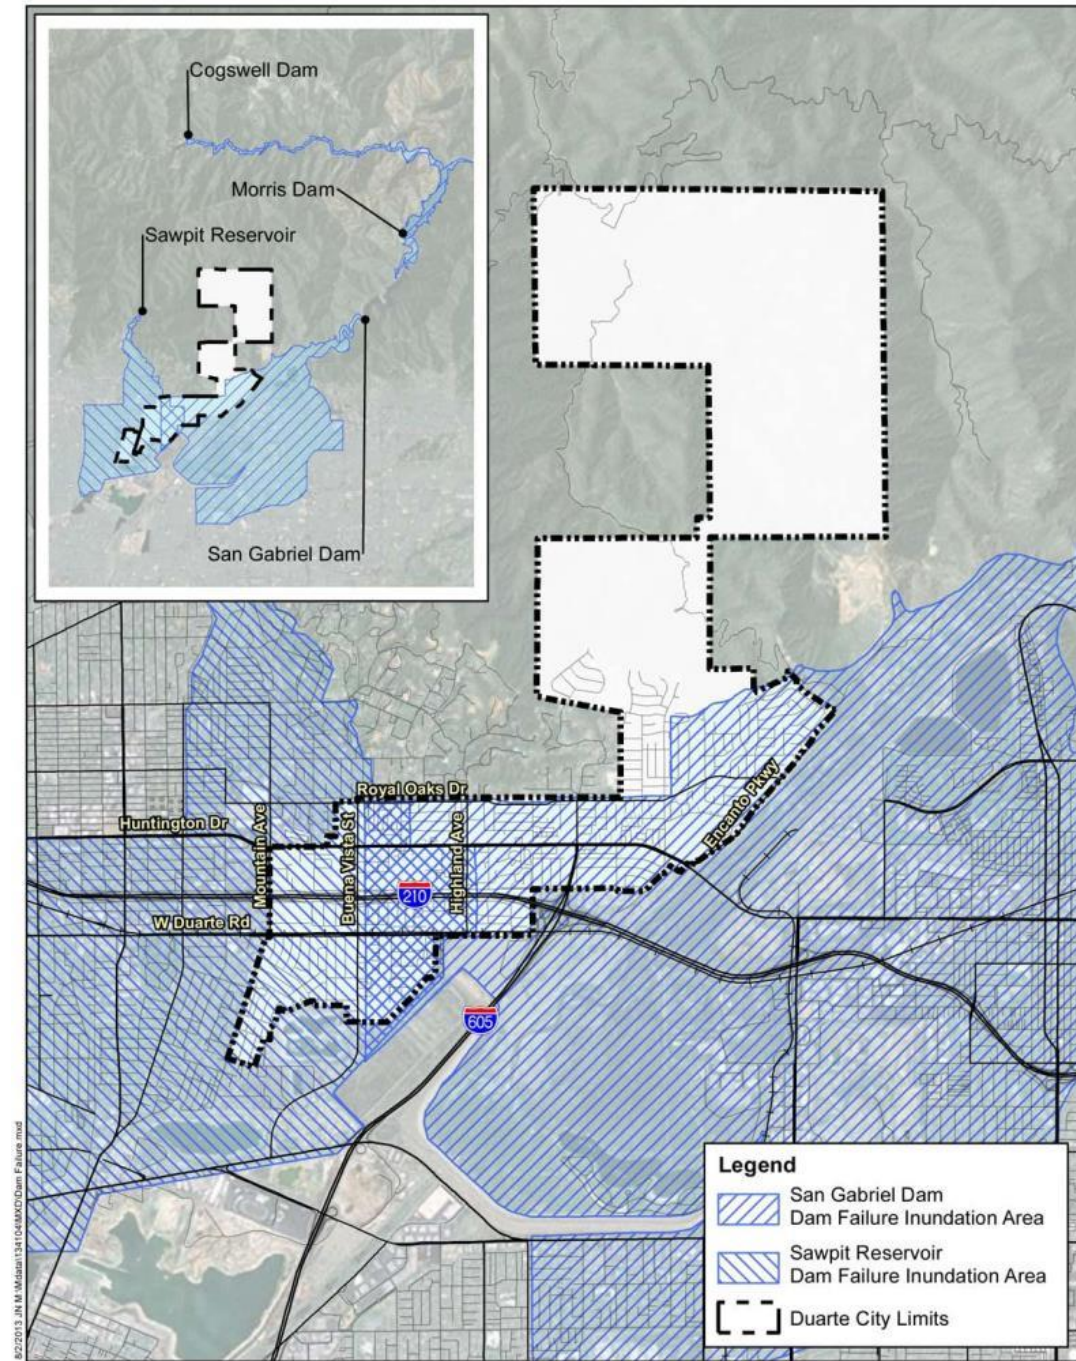 Cogswell Dam
Morris Dam
Sawpit Reservoir
San Gabriel Dam
Royal Oaks Dr
Huntington Dr
Mountain Ave
Buena Vista St
Highland Ave
Encanto Pkwy
210
W Duarte Rd
605
Legend
San Gabriel Dam
Dam Failure Inundation Area
Sawpit Reservoir
Dam Failure Inundation Area
Duarte City Limits